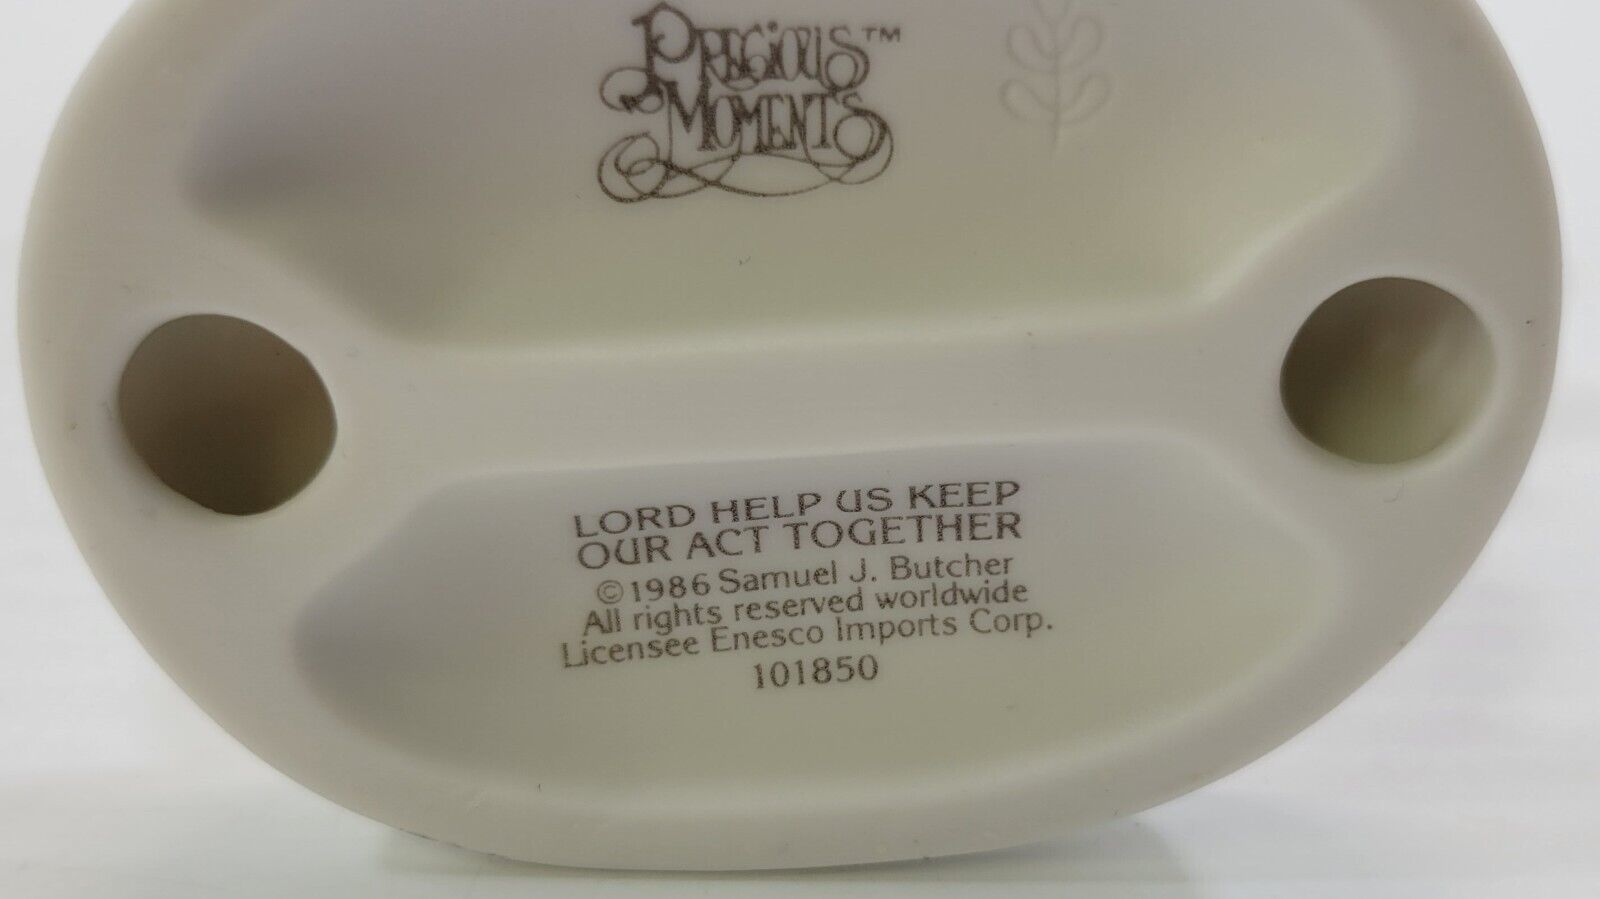 Precious™
Moments
LORD HELP US KEEP
OUR ACT TOGETHER
©1986 Samuel J. Butcher
All rights reserved worldwide
Licensee Enesco Imports Corp.
101850